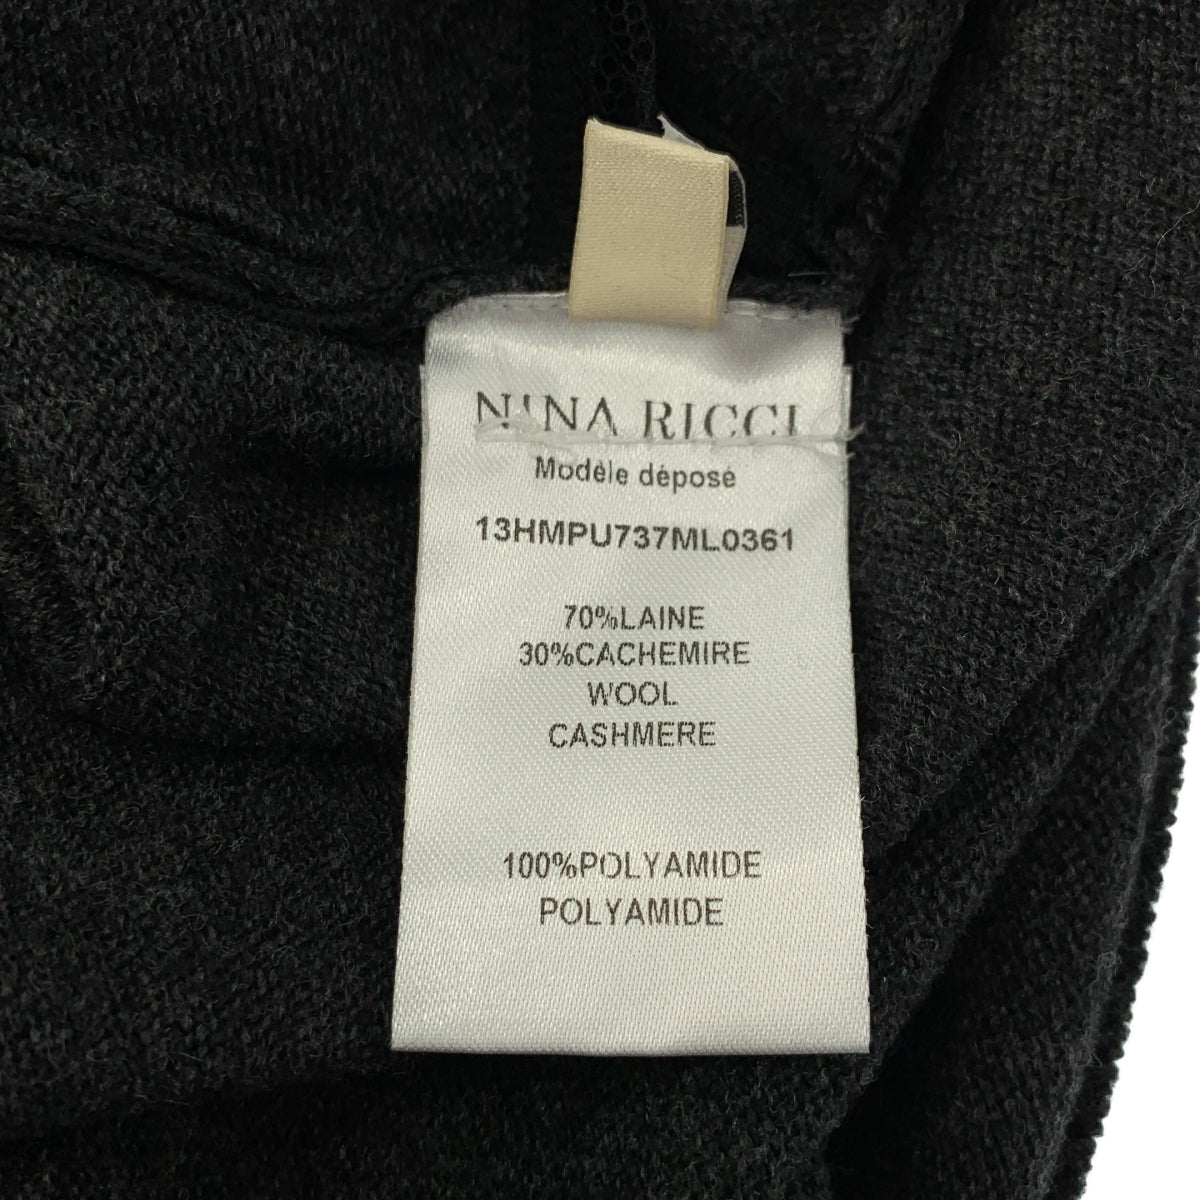 NINA RICCI
Modèle déposé
13HMPU737ML0361
70%LAINE
30%CACHEMIRE
WOOL
CASHMERE
100%POLYAMIDE
POLYAMIDE